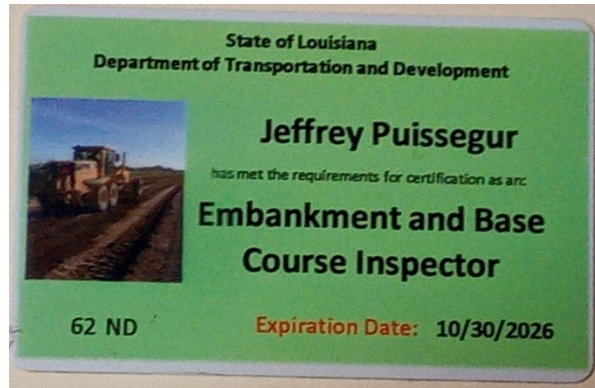 State of Louisiana
Department of Transportation and Development
Jeffrey Puissegur
has met the requirements for certification as an:
Embankment and Base
Course Inspector
62 ND
Expiration Date: 10/30/2026